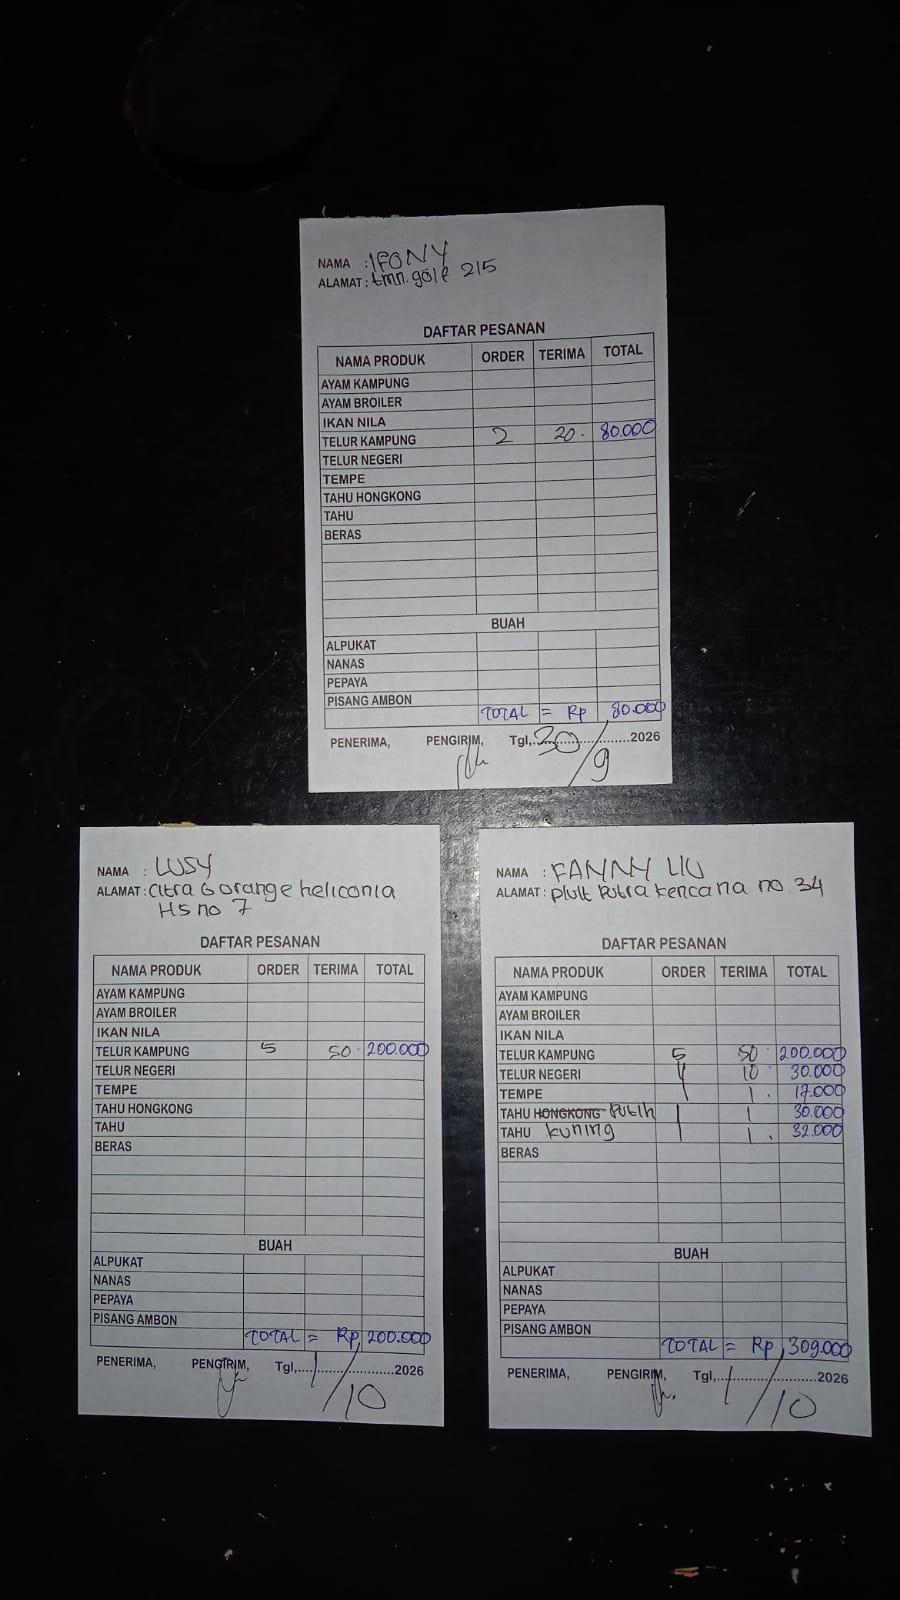 NAMA : IFONY
ALAMAT : tmn. golf 215
DAFTAR PESANAN
NAMA PRODUK ORDER TERIMA TOTAL
AYAM KAMPUNG
AYAM BROILER
IKAN NILA
TELUR KAMPUNG 2 20. 80.000
TELUR NEGERI
TEMPE
TAHU HONGKONG
TAHU
BERAS
BUAH
ALPUKAT
NANAS
PEPAYA
PISANG AMBON
TOTAL = Rp 80.000
PENERIMA, PENGIRIM, Tgl,...30/9...2026
NAMA : LUSY
ALAMAT : Citra 6 orange heliconia
H5 no 7
DAFTAR PESANAN
NAMA PRODUK ORDER TERIMA TOTAL
AYAM KAMPUNG
AYAM BROILER
IKAN NILA
TELUR KAMPUNG 5 50. 200.000
TELUR NEGERI
TEMPE
TAHU HONGKONG
TAHU
BERAS
BUAH
ALPUKAT
NANAS
PEPAYA
PISANG AMBON
TOTAL = Rp 200.000
PENERIMA, PENGIRIM, Tgl,...1/10...2026
NAMA : FANNY LIU
ALAMAT : Pluit Putra kencana no 34
DAFTAR PESANAN
NAMA PRODUK ORDER TERIMA TOTAL
AYAM KAMPUNG
AYAM BROILER
IKAN NILA
TELUR KAMPUNG 5 50. 200.000
TELUR NEGERI 10 30.000
TEMPE 1 1. 17.000
TAHU HONGKONG Putih 1 1 30.000
TAHU kuning 1 1. 32.000
BERAS
BUAH
ALPUKAT
NANAS
PEPAYA
PISANG AMBON
TOTAL = Rp 309.000
PENERIMA, PENGIRIM, Tgl,...1/10...2026